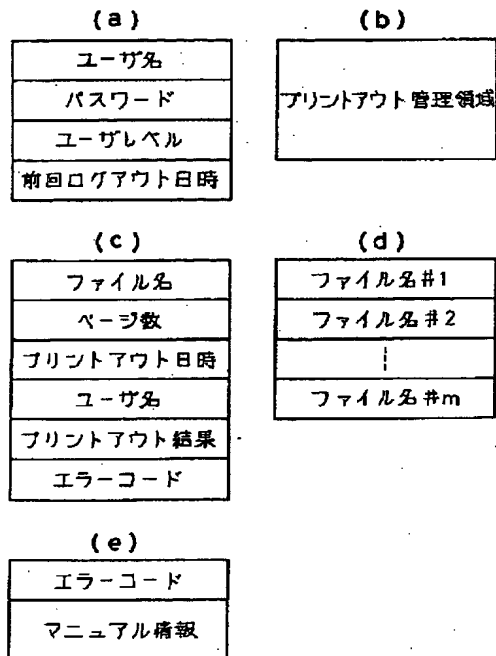 (a)
ユーザ名
パスワード
ユーザレベル
前回ログアウト日時
(b)
プリントアウト管理領域
(c)
ファイル名
ページ数
プリントアウト日時
ユーザ名
プリントアウト結果
エラーコード
(d)
ファイル名#1
ファイル名#2
ファイル名#m
(e)
エラーコード
マニュアル情報